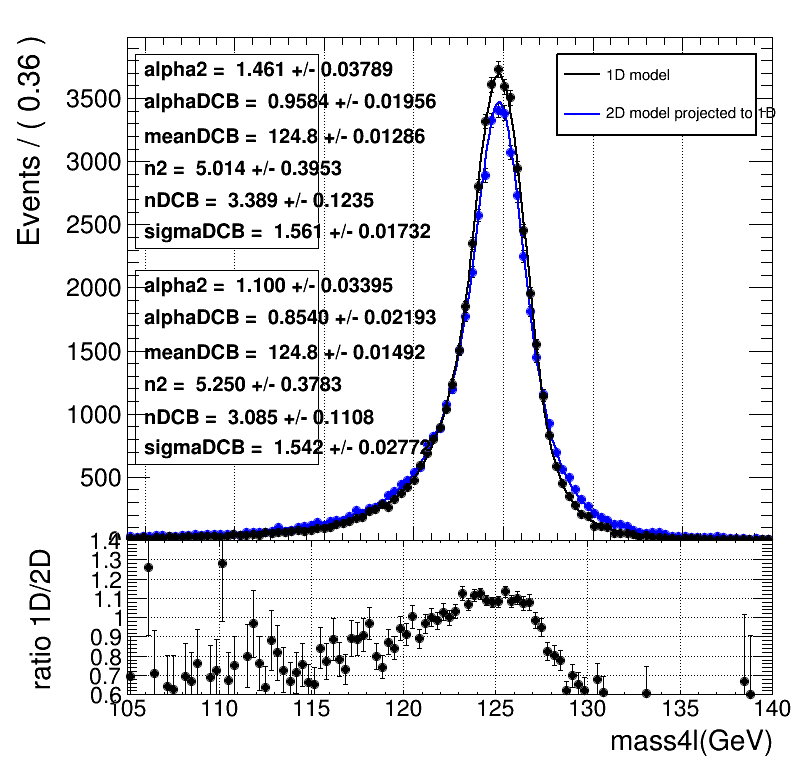 Events / ( 0.36 )
3500
3000
2500
2000
1500
1000
500
0
alpha2 = 1.461 +/- 0.03789
alphaDCB = 0.9584 +/- 0.01956
meanDCB = 124.8 +/- 0.01286
n2 = 5.014 +/- 0.3953
nDCB = 3.389 +/- 0.1235
sigmaDCB = 1.561 +/- 0.01732
alpha2 = 1.100 +/- 0.03395
alphaDCB = 0.8540 +/- 0.02193
meanDCB = 124.8 +/- 0.01492
n2 = 5.250 +/- 0.3783
nDCB = 3.085 +/- 0.1108
sigmaDCB = 1.542 +/- 0.02772
1D model
2D model projected to 1D
ratio 1D/2D
1.4
1.3
1.2
1.1
1
0.9
0.8
0.7
0.6
105 110 115 120 125 130 135 140
mass4l(GeV)